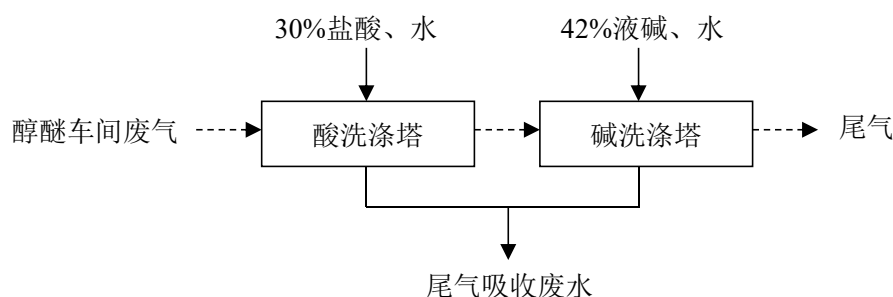 30%盐酸、水
42%液碱、水
醇醚车间废气
酸洗涤塔
碱洗涤塔
尾气
尾气吸收废水